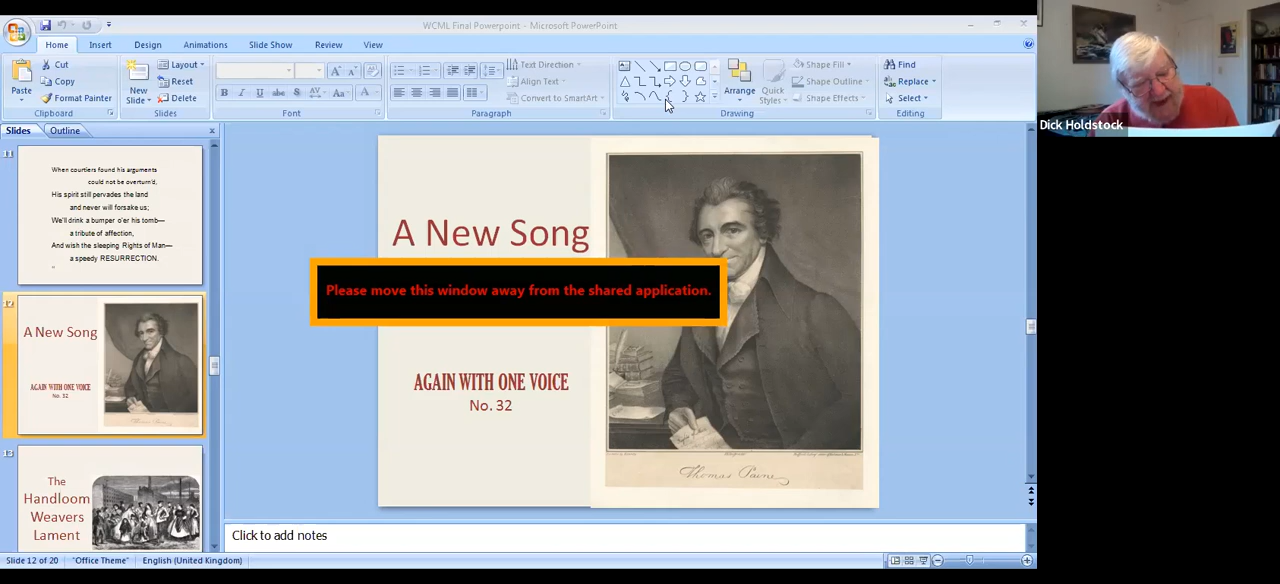 WCML Final Powerpoint - Microsoft PowerPoint
Home
Insert
Design
Animations
Slide Show
Review
View
Paste
Cut
Copy
Format Painter
Clipboard
New
Slide
Layout
Reset
Delete
Slides
B I U abe S AV Aa A
Font
Text Direction
Align Text
Convert to SmartArt
Paragraph
Arrange
Quick
Styles
Shape Fill
Shape Outline
Shape Effects
Drawing
Find
Replace
Select
Editing
Dick Holdstock
Slides
Outline
11
When courtiers found his arguments
could not be overturn'd,
His spirit still pervades the land
and never will forsake us;
We'll drink a bumper o'er his tomb—
a tribute of affection,
And wish the sleeping Rights of Man—
a speedy RESURRECTION.
"
12
A New Song
AGAIN WITH ONE VOICE
No. 32
13
The
Handloom
Weavers
Lament
A New Song
Please move this window away from the shared application.
AGAIN WITH ONE VOICE
No. 32
Thomas Paine
Click to add notes
Slide 12 of 20
"Office Theme"
English (United Kingdom)